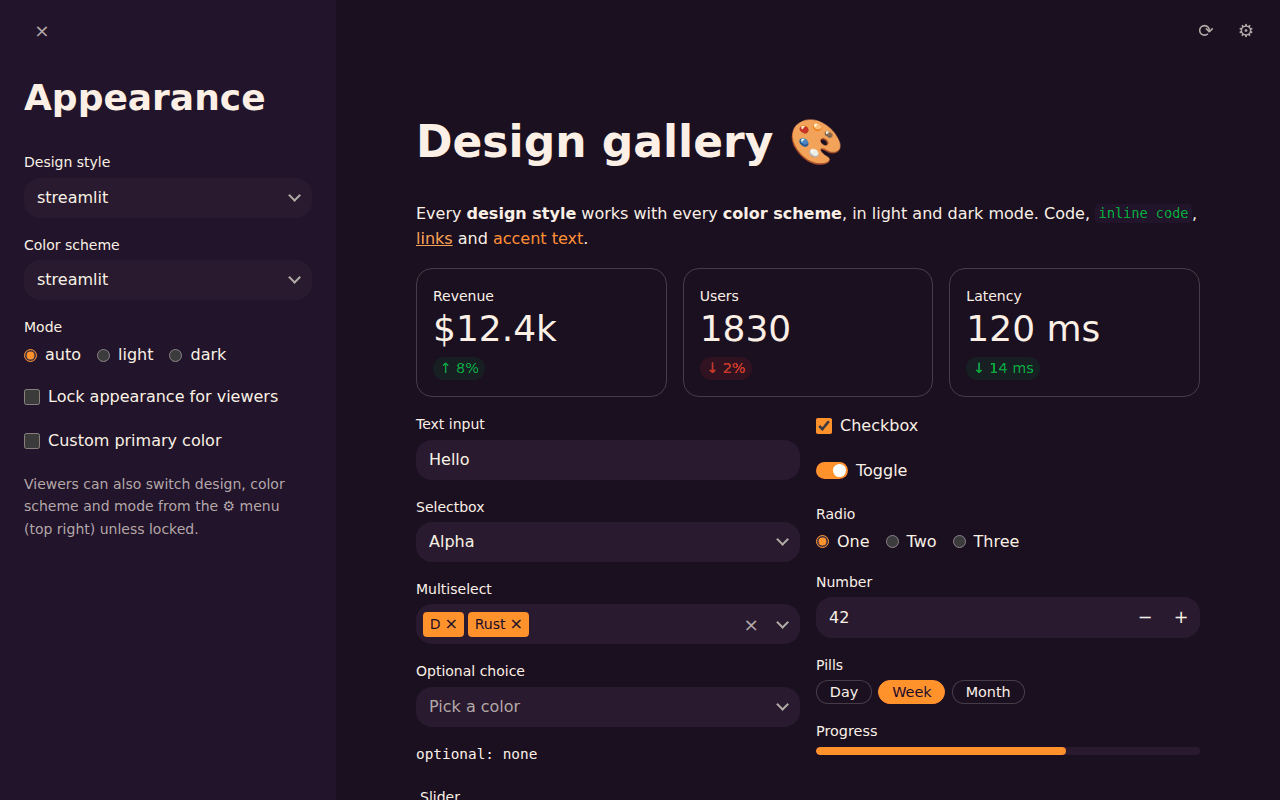 ×
⟳ ⚙
Appearance
Design style
streamlit
Color scheme
streamlit
Mode
auto light dark
Lock appearance for viewers
Custom primary color
Viewers can also switch design, color
scheme and mode from the ⚙ menu
(top right) unless locked.
Design gallery 🎨
Every design style works with every color scheme, in light and dark mode. Code, inline code,
links and accent text.
Revenue
$12.4k
↑ 8%
Users
1830
↓ 2%
Latency
120 ms
↓ 14 ms
Text input
Hello
Selectbox
Alpha
Multiselect
D ✕ Rust ✕ ×
Optional choice
Pick a color
optional: none
Slider
Checkbox
Toggle
Radio
One Two Three
Number
42 − +
Pills
Day Week Month
Progress